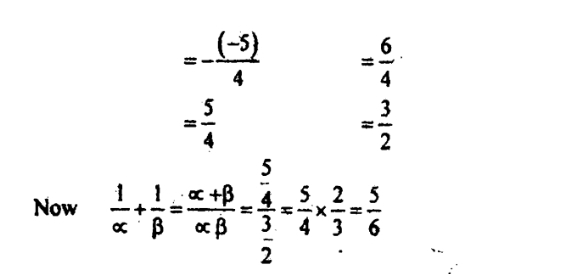 = -(-5)/4    = 6/4
= 5/4    = 3/2
Now 1/∝ + 1/β = (∝ + β)/(∝ β) = (5/4)/(3/2) = 5/4 × 2/3 = 5/6